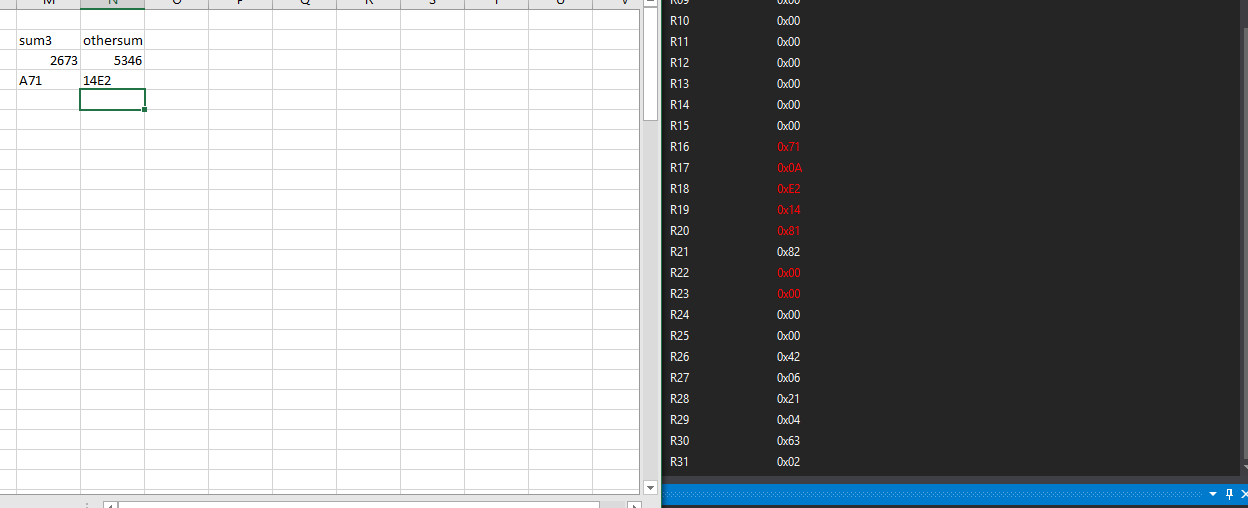 M N O P Q R S T U V
sum3 othersum
2673 5346
A71 14E2
R09 0x00
R10 0x00
R11 0x00
R12 0x00
R13 0x00
R14 0x00
R15 0x00
R16 0x71
R17 0x0A
R18 0xE2
R19 0x14
R20 0x81
R21 0x82
R22 0x00
R23 0x00
R24 0x00
R25 0x00
R26 0x42
R27 0x06
R28 0x21
R29 0x04
R30 0x63
R31 0x02